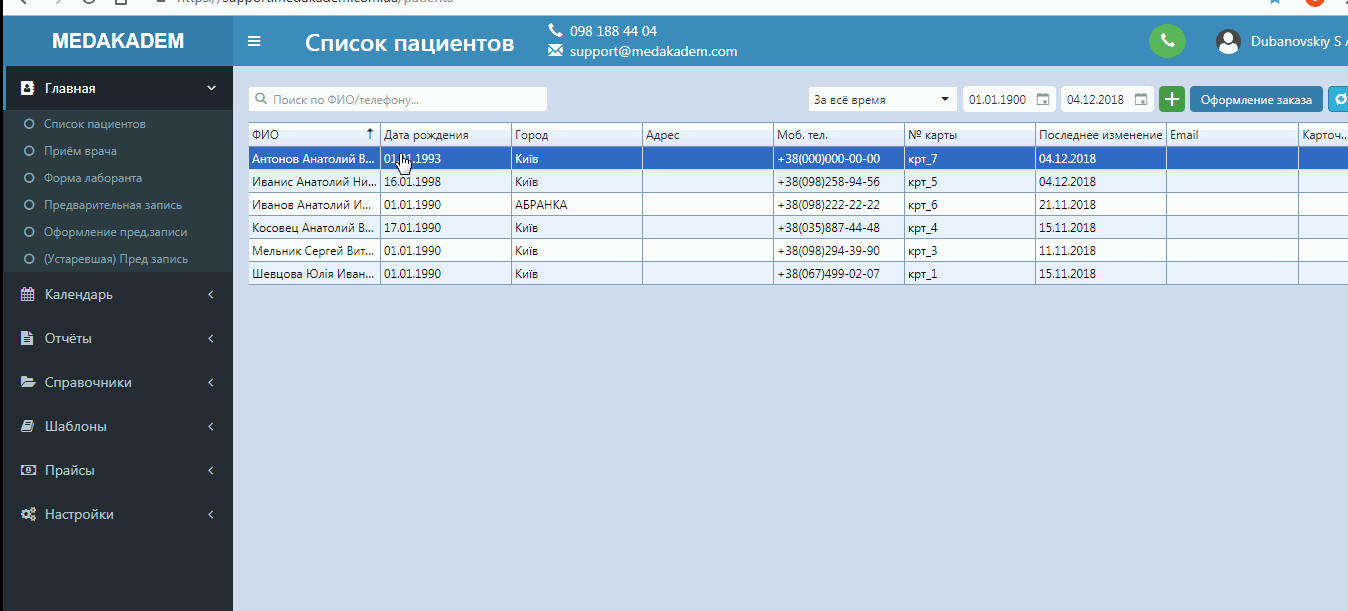 MEDAKADEM
Список пациентов
098 188 44 04
support@medakadem.com
Dubanovskiy S
Главная
Список пациентов
Приём врача
Форма лаборанта
Предварительная запись
Оформление пред.записи
(Устаревшая) Пред запись
Календарь
Отчёты
Справочники
Шаблоны
Прайсы
Настройки
Поиск по ФИО/телефону...
За всё время
01.01.1900
04.12.2018
Оформление заказа
ФИО Дата рождения Город Адрес Моб. тел. № карты Последнее изменение Email Карточ...
Антонов Анатолий В... 01.01.1993 Київ +38(000)000-00-00 крт_7 04.12.2018
Иванис Анатолий Ни... 16.01.1998 Київ +38(098)258-94-56 крт_5 04.12.2018
Иванов Анатолий И... 01.01.1990 АБРАНКА +38(098)222-22-22 крт_6 21.11.2018
Косовец Анатолий В... 17.01.1990 Київ +38(035)887-44-48 крт_4 15.11.2018
Мельник Сергей Вит... 01.01.1990 Київ +38(098)294-39-90 крт_3 11.11.2018
Шевцова Юлія Иван... 01.01.1990 Київ +38(067)499-02-07 крт_1 15.11.2018